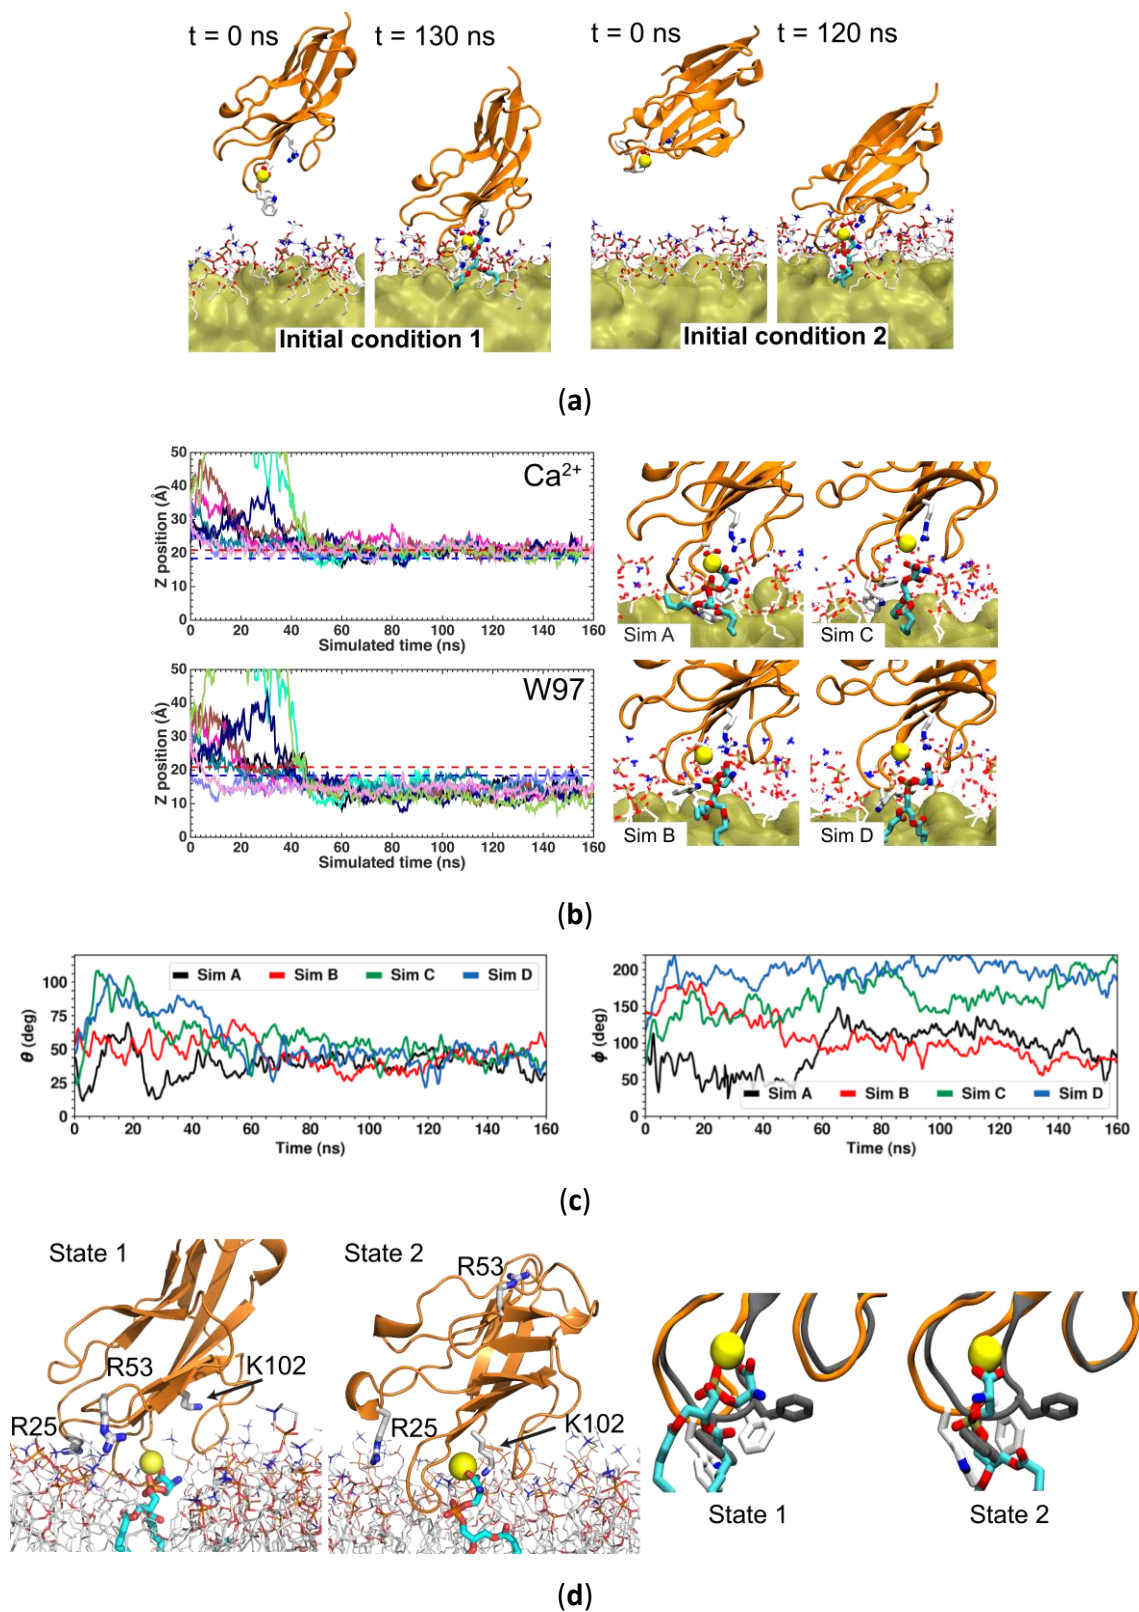 t = 0 ns
t = 130 ns
t = 0 ns
t = 120 ns
Initial condition 1
Initial condition 2
(a)
50
40
30
20
10
0
Z position (Å)
Ca2+
0 20 40 60 80 100 120 140 160
Simulated time (ns)
50
40
30
20
10
0
Z position (Å)
W97
0 20 40 60 80 100 120 140 160
Simulated time (ns)
Sim A
Sim C
Sim B
Sim D
(b)
100
75
50
25
0
θ (deg)
Sim A Sim B Sim C Sim D
0 20 40 60 80 100 120 140 160
Time (ns)
200
150
100
50
0
ϕ (deg)
Sim A Sim B Sim C Sim D
0 20 40 60 80 100 120 140 160
Time (ns)
(c)
State 1
R53
K102
R25
State 2
R53
R25
K102
State 1
State 2
(d)